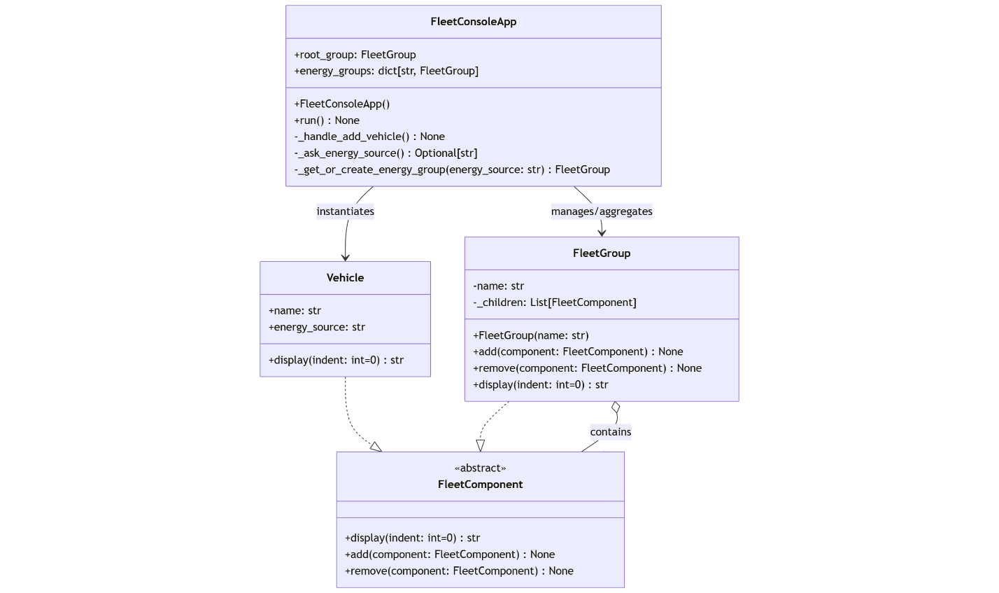 FleetConsoleApp
+root_group: FleetGroup
+energy_groups: dict[str, FleetGroup]
+FleetConsoleApp()
+run() : None
-_handle_add_vehicle() : None
-_ask_energy_source() : Optional[str]
-_get_or_create_energy_group(energy_source: str) : FleetGroup
instantiates
manages/aggregates
Vehicle
+name: str
+energy_source: str
+display(indent: int=0) : str
FleetGroup
-name: str
-_children: List[FleetComponent]
+FleetGroup(name: str)
+add(component: FleetComponent) : None
+remove(component: FleetComponent) : None
+display(indent: int=0) : str
contains
«abstract»
FleetComponent
+display(indent: int=0) : str
+add(component: FleetComponent) : None
+remove(component: FleetComponent) : None